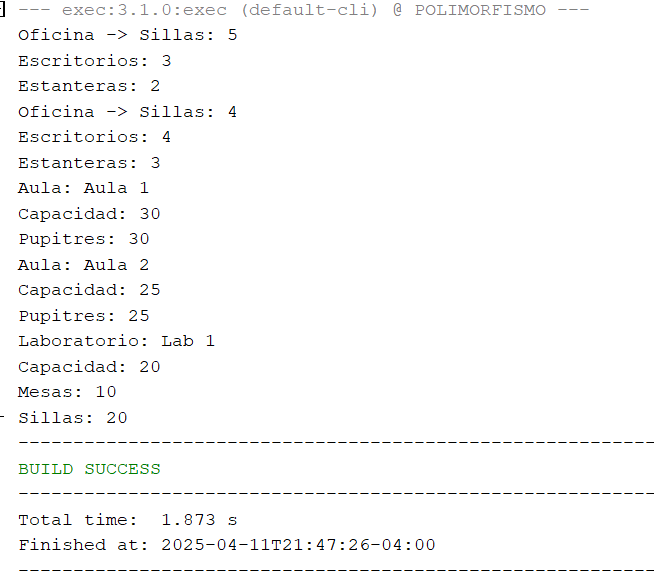 --- exec:3.1.0:exec (default-cli) @ POLIMORFISMO ---
Oficina -> Sillas: 5
Escritorios: 3
Estanteras: 2
Oficina -> Sillas: 4
Escritorios: 4
Estanteras: 3
Aula: Aula 1
Capacidad: 30
Pupitres: 30
Aula: Aula 2
Capacidad: 25
Pupitres: 25
Laboratorio: Lab 1
Capacidad: 20
Mesas: 10
Sillas: 20
------------------------------------------------------------------------
BUILD SUCCESS
------------------------------------------------------------------------
Total time:  1.873 s
Finished at: 2025-04-11T21:47:26-04:00
------------------------------------------------------------------------